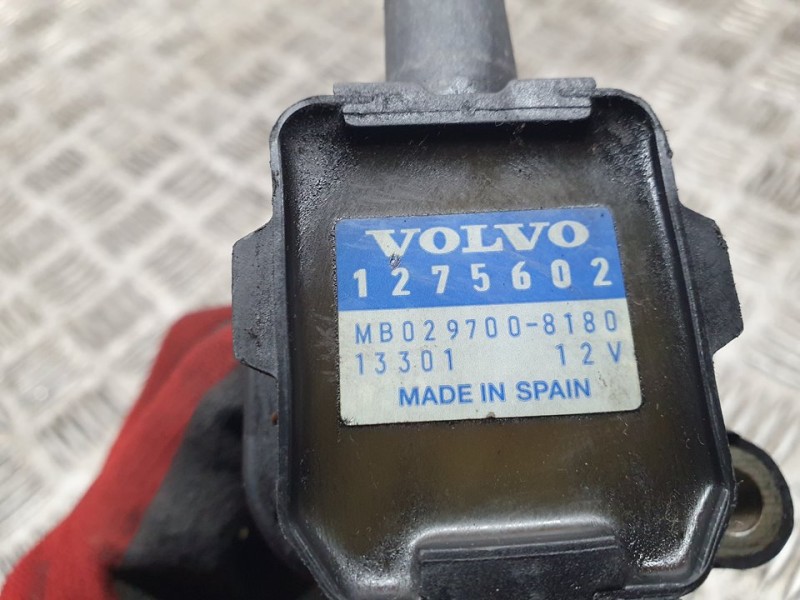 VOLVO
1275602
MB029700-8180
13301 12V
MADE IN SPAIN